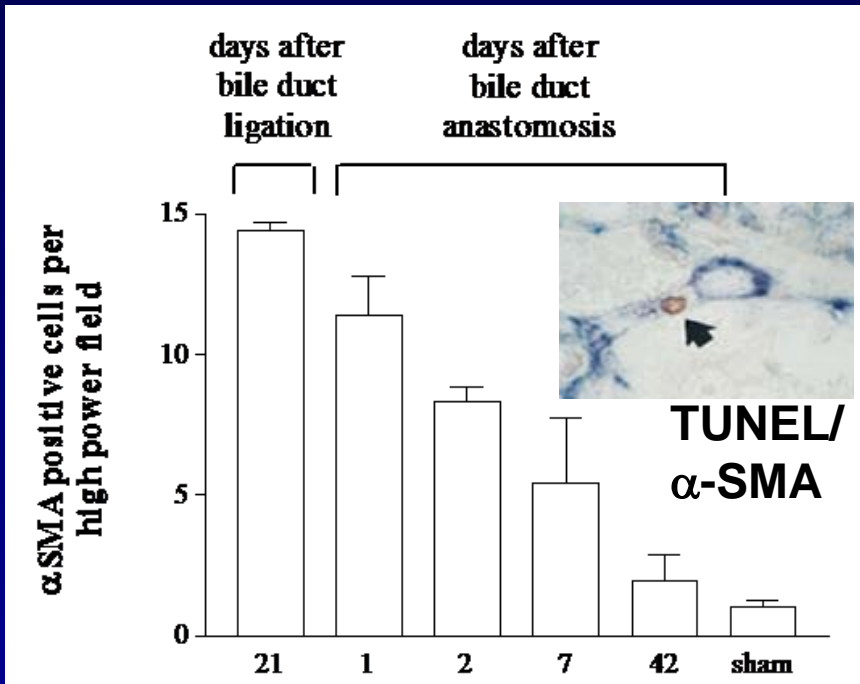 days after
bile duct
ligation
days after
bile duct
anastomosis
αSMA positive cells per
high power field
15
10
5
0
TUNEL/
α-SMA
21 1 2 7 42 sham